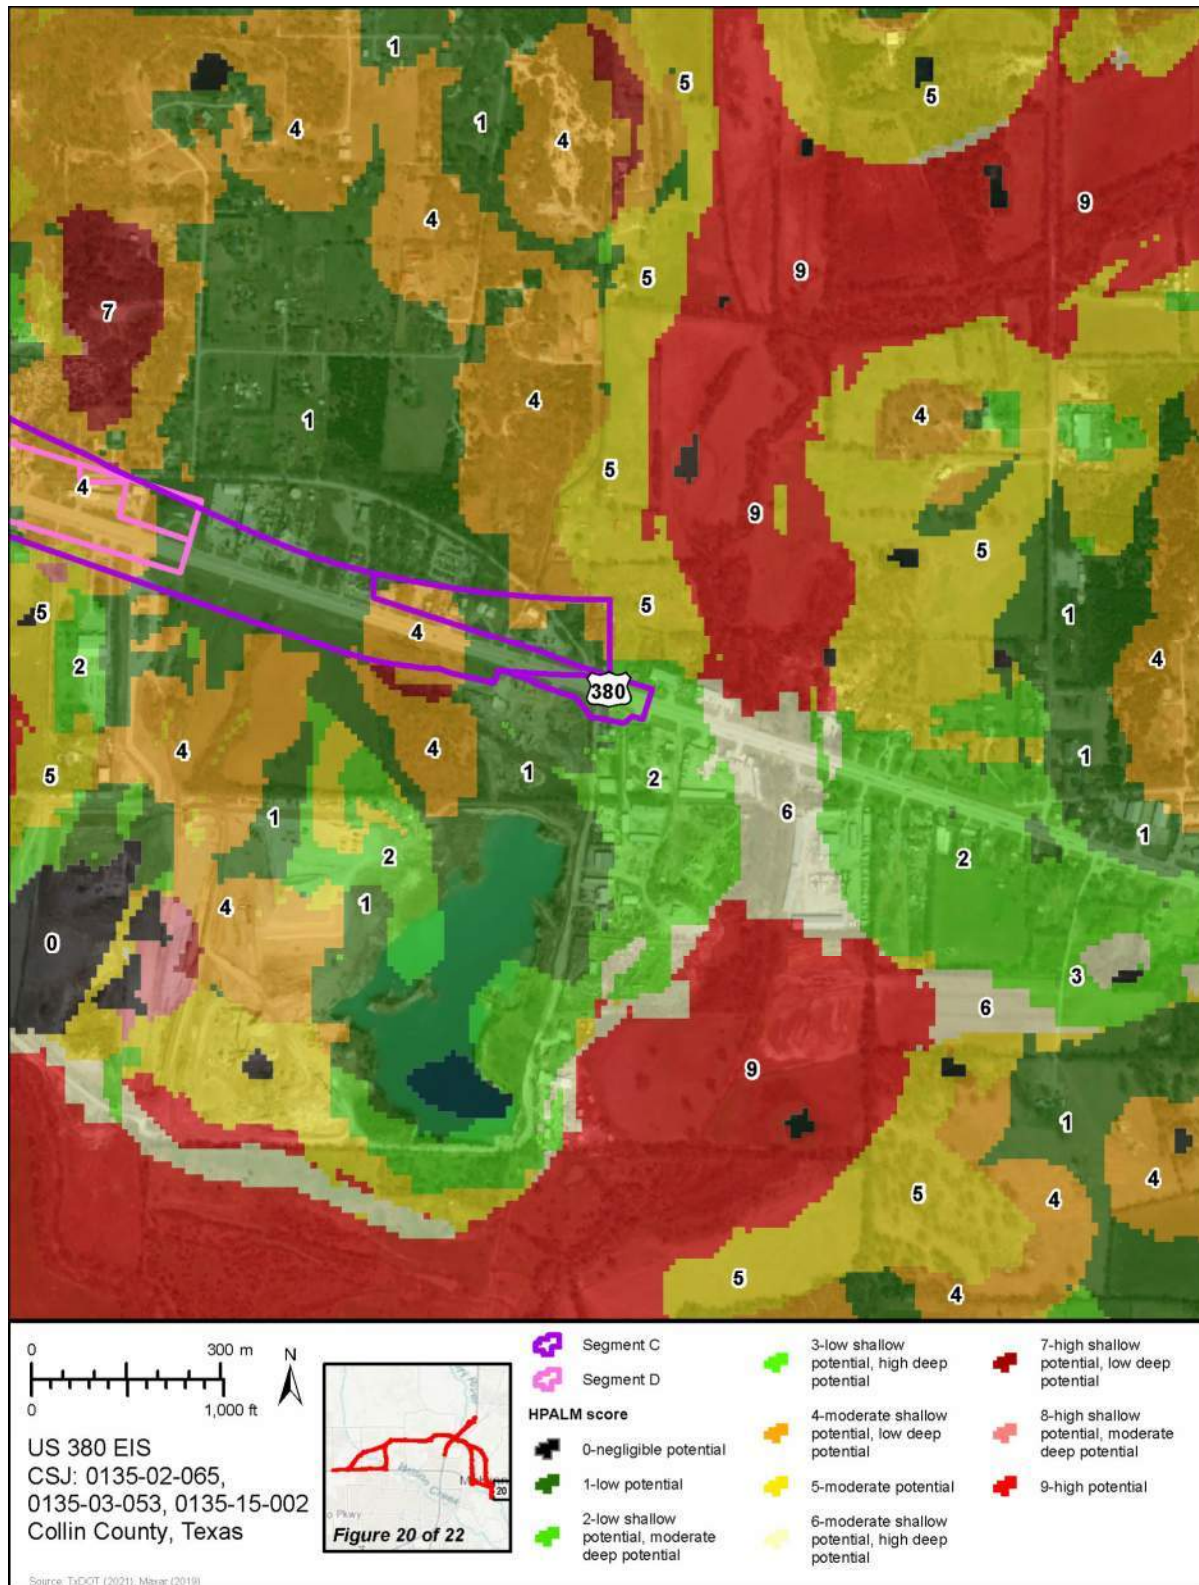 1
5
5
4
1
4
4
9
4
5
9
7
4
4
1
5
4
9
5
5
1
5
4
4
2
380
4
4
1
2
1
5
6
1
1
2
2
4
1
0
3
6
9
1
4
5
4
5
4
0 300 m
0 1,000 ft
N
US 380 EIS
CSJ: 0135-02-065,
0135-03-053, 0135-15-002
Collin County, Texas
Source: TxDOT (2021); Maxar (2019)
20
Figure 20 of 22
Segment C
Segment D
HPALM score
0-negligible potential
1-low potential
2-low shallow
potential, moderate
deep potential
3-low shallow
potential, high deep
potential
4-moderate shallow
potential, low deep
potential
5-moderate potential
6-moderate shallow
potential, high deep
potential
7-high shallow
potential, low deep
potential
8-high shallow
potential, moderate
deep potential
9-high potential